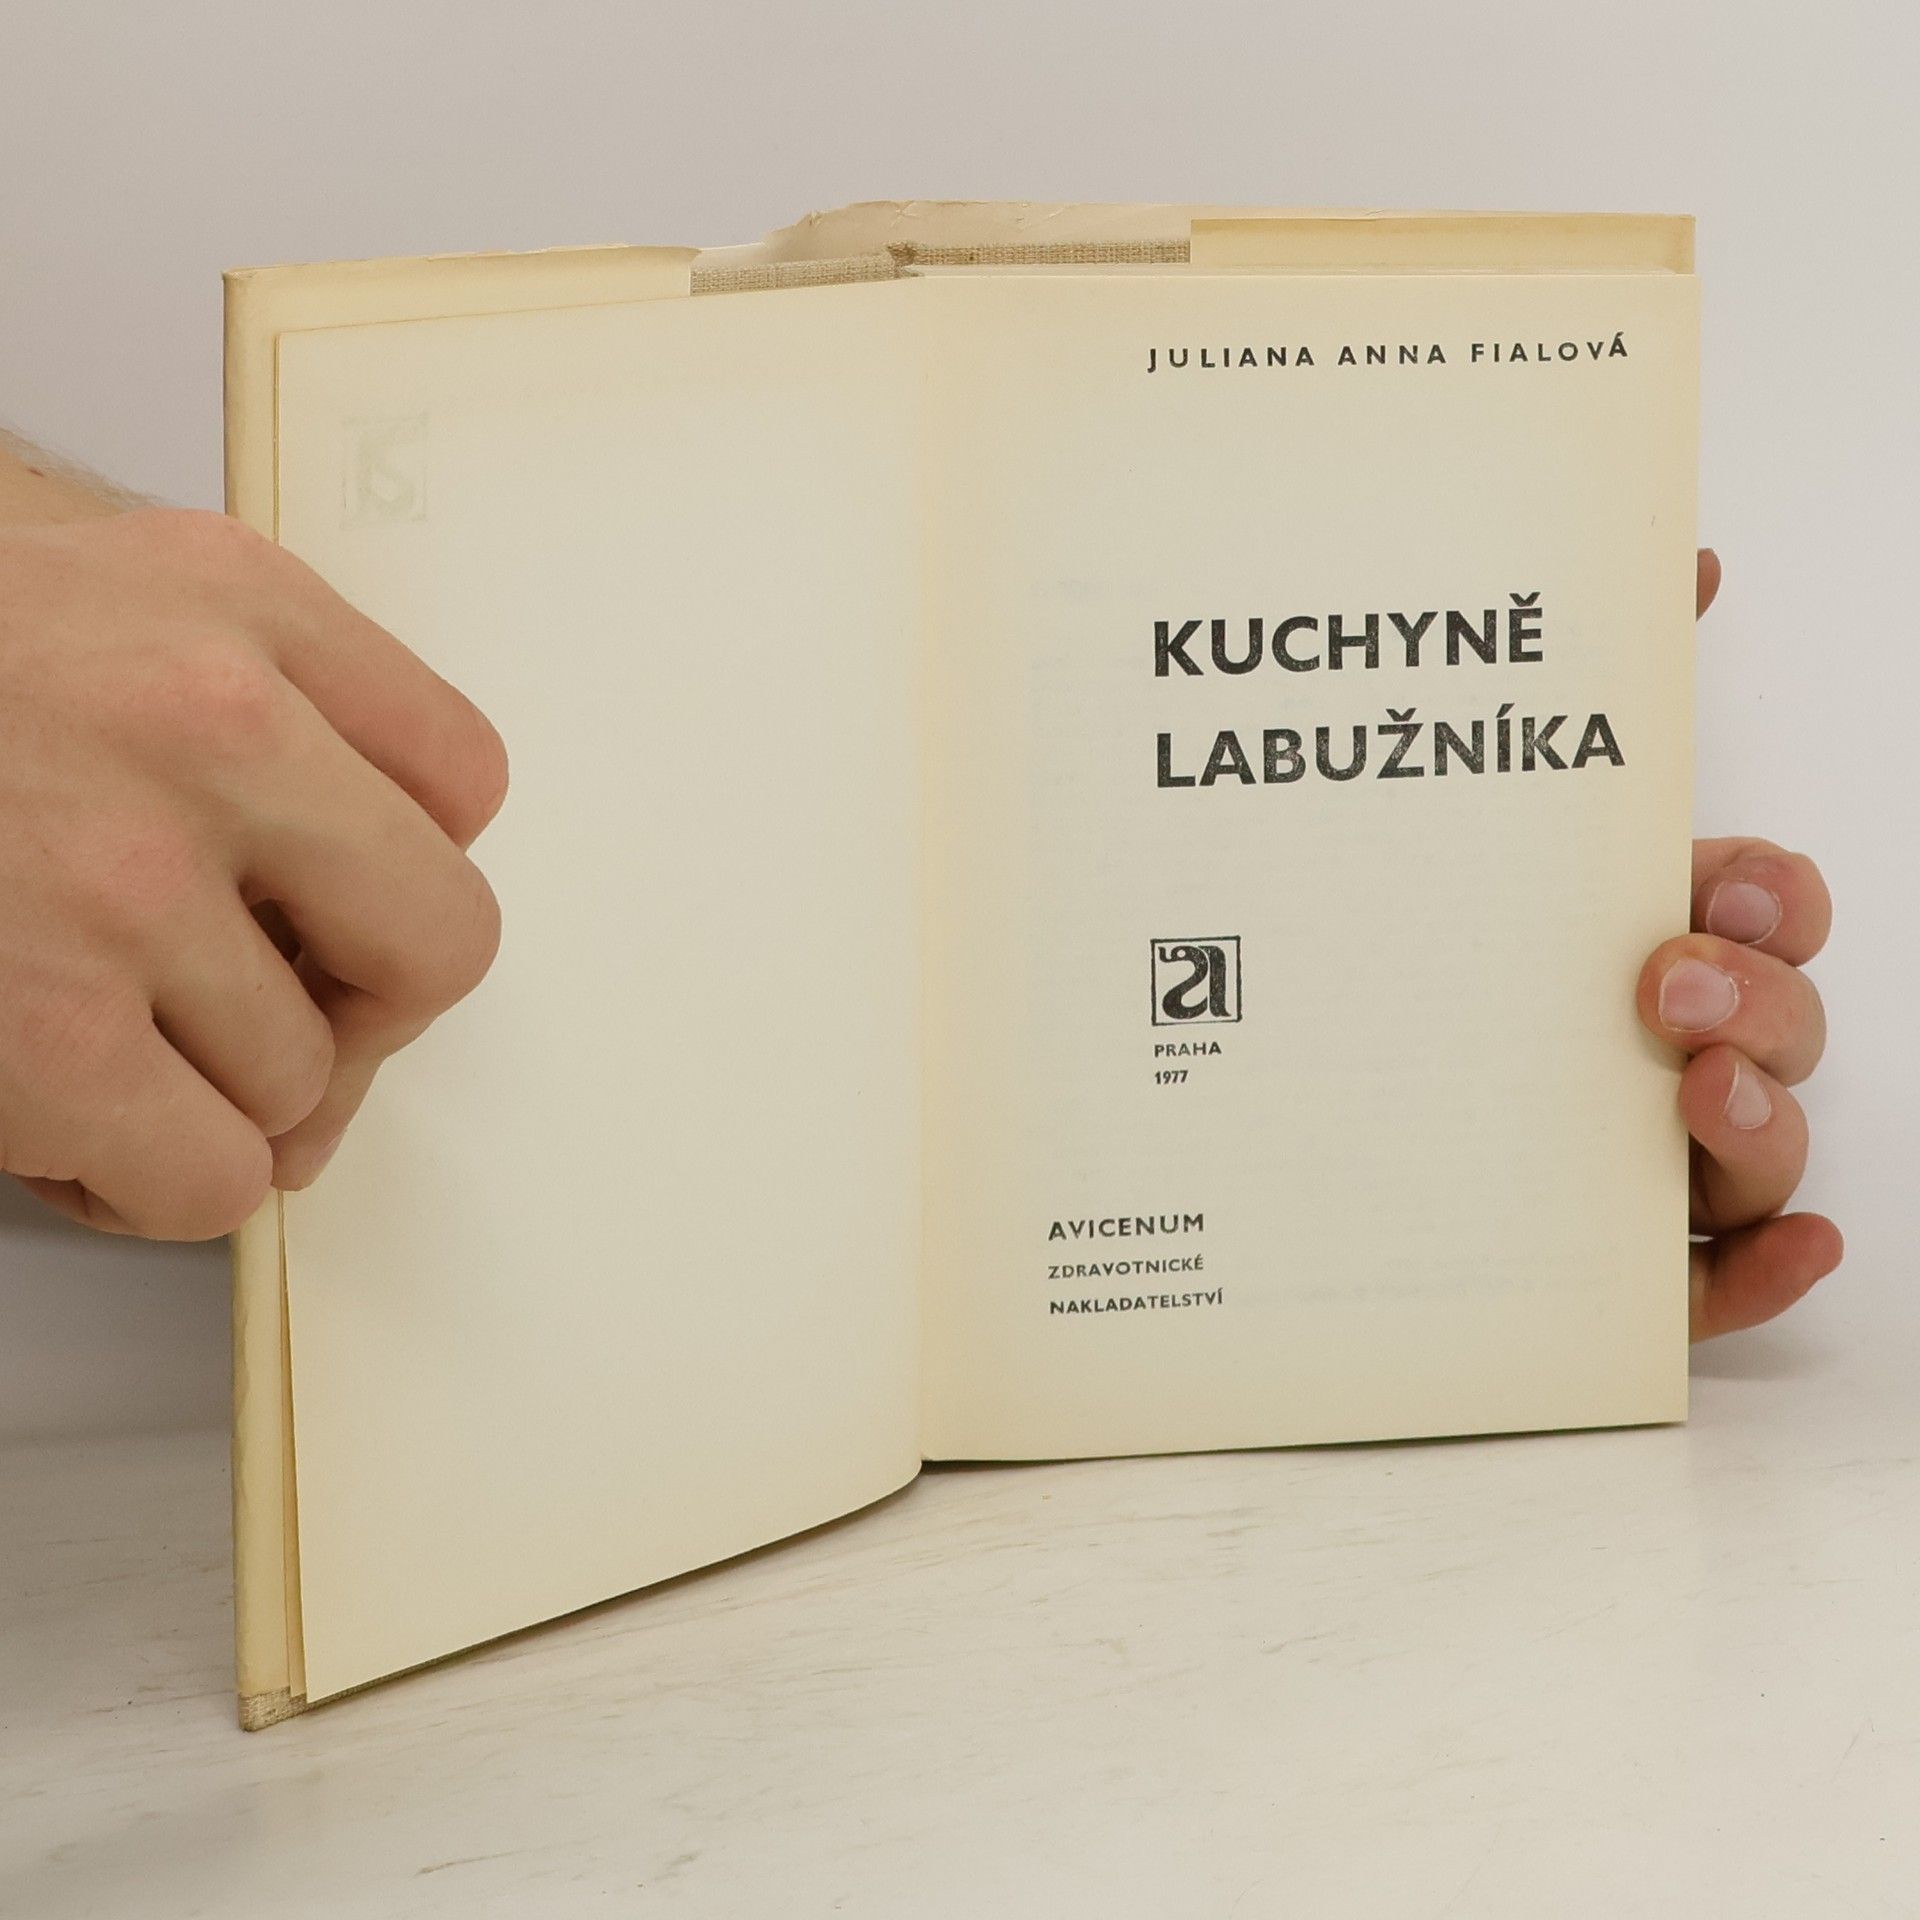 JULIANA ANNA FIALOVÁ
KUCHYNĚ
LABUŽNÍKA
a
PRAHA
1977
AVICENUM
ZDRAVOTNICKÉ
NAKLADATELSTVÍ